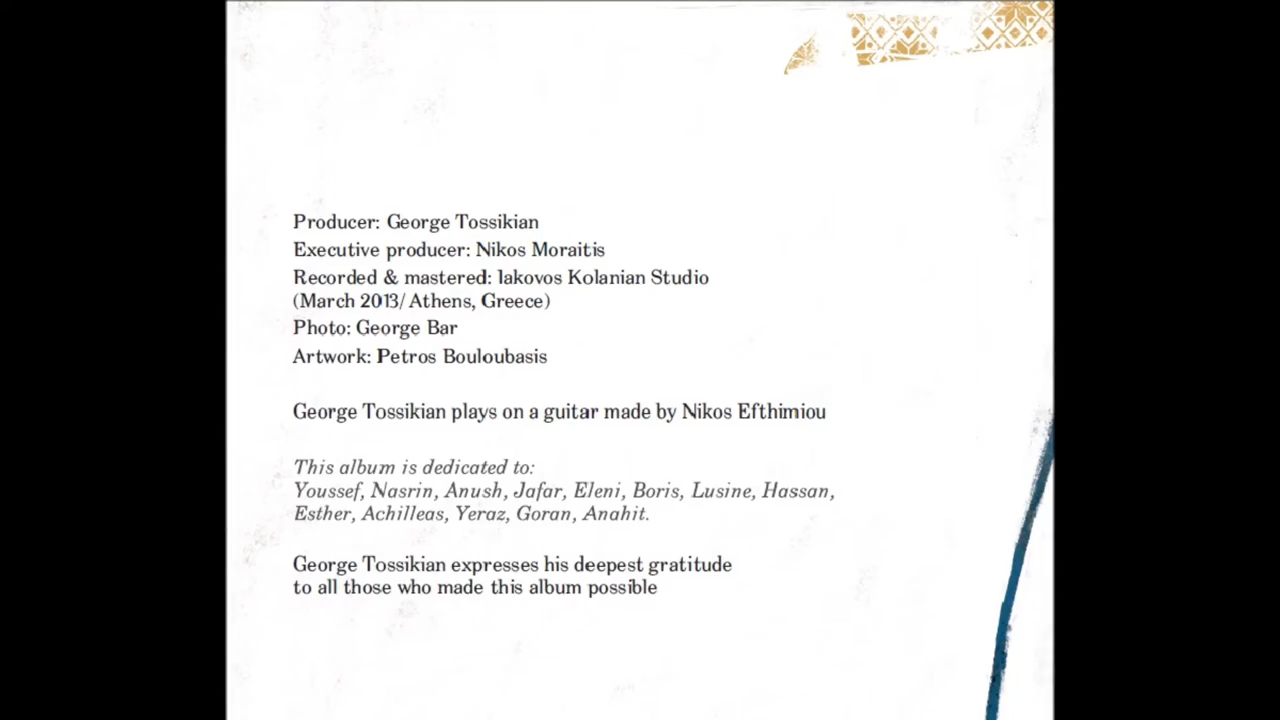 Producer: George Tossikian
Executive producer: Nikos Moraitis
Recorded & mastered: Iakovos Kolanian Studio
(March 2013/ Athens, Greece)
Photo: George Bar
Artwork: Petros Bouloubasis
George Tossikian plays on a guitar made by Nikos Efthimiou
This album is dedicated to:
Youssef, Nasrin, Anush, Jafar, Eleni, Boris, Lusine, Hassan,
Esther, Achilleas, Yeraz, Goran, Anahit.
George Tossikian expresses his deepest gratitude
to all those who made this album possible